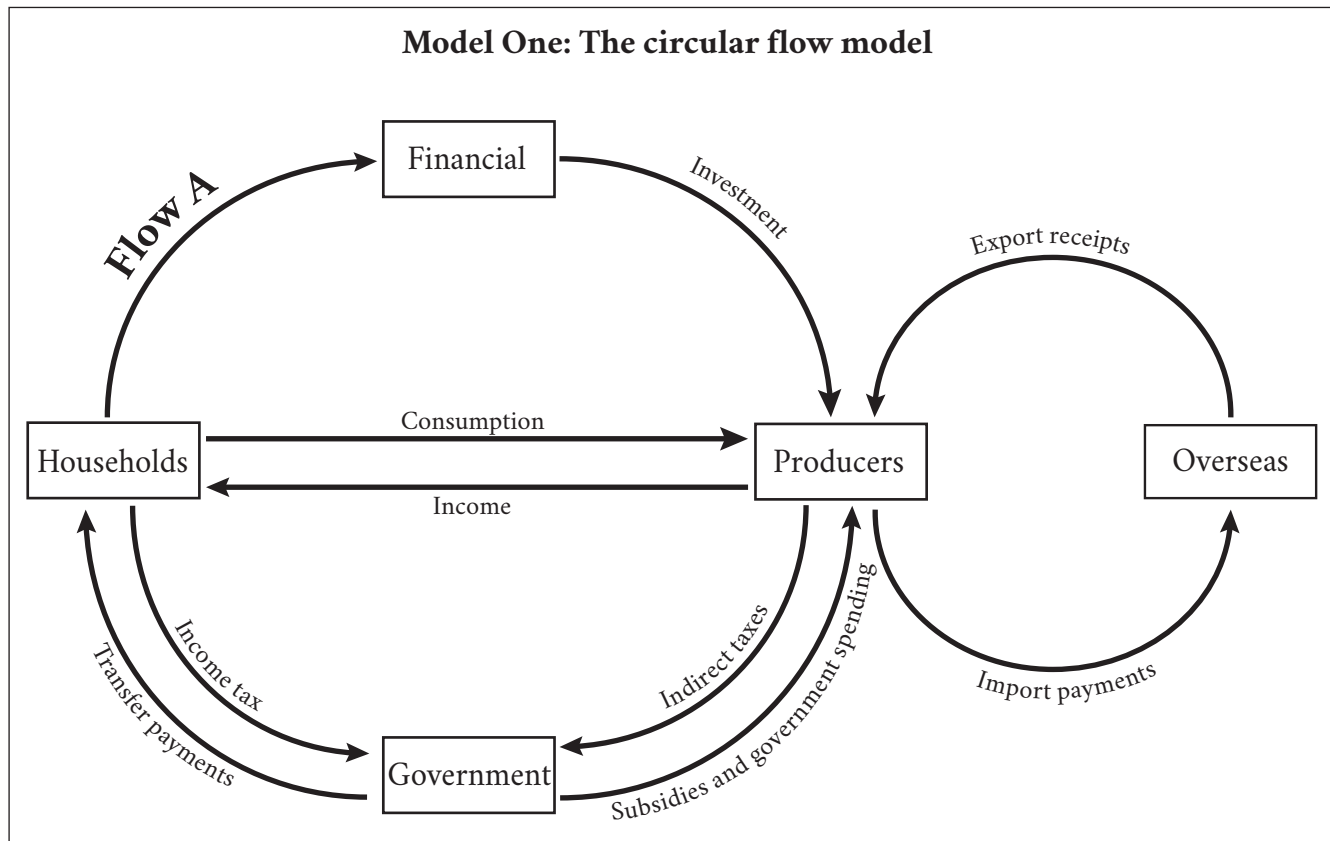 Model One: The circular flow model
Financial
Flow A
Investment
Export receipts
Consumption
Households
Producers
Overseas
Income
Income tax
Transfer payments
Indirect taxes
Subsidies and government spending
Import payments
Government